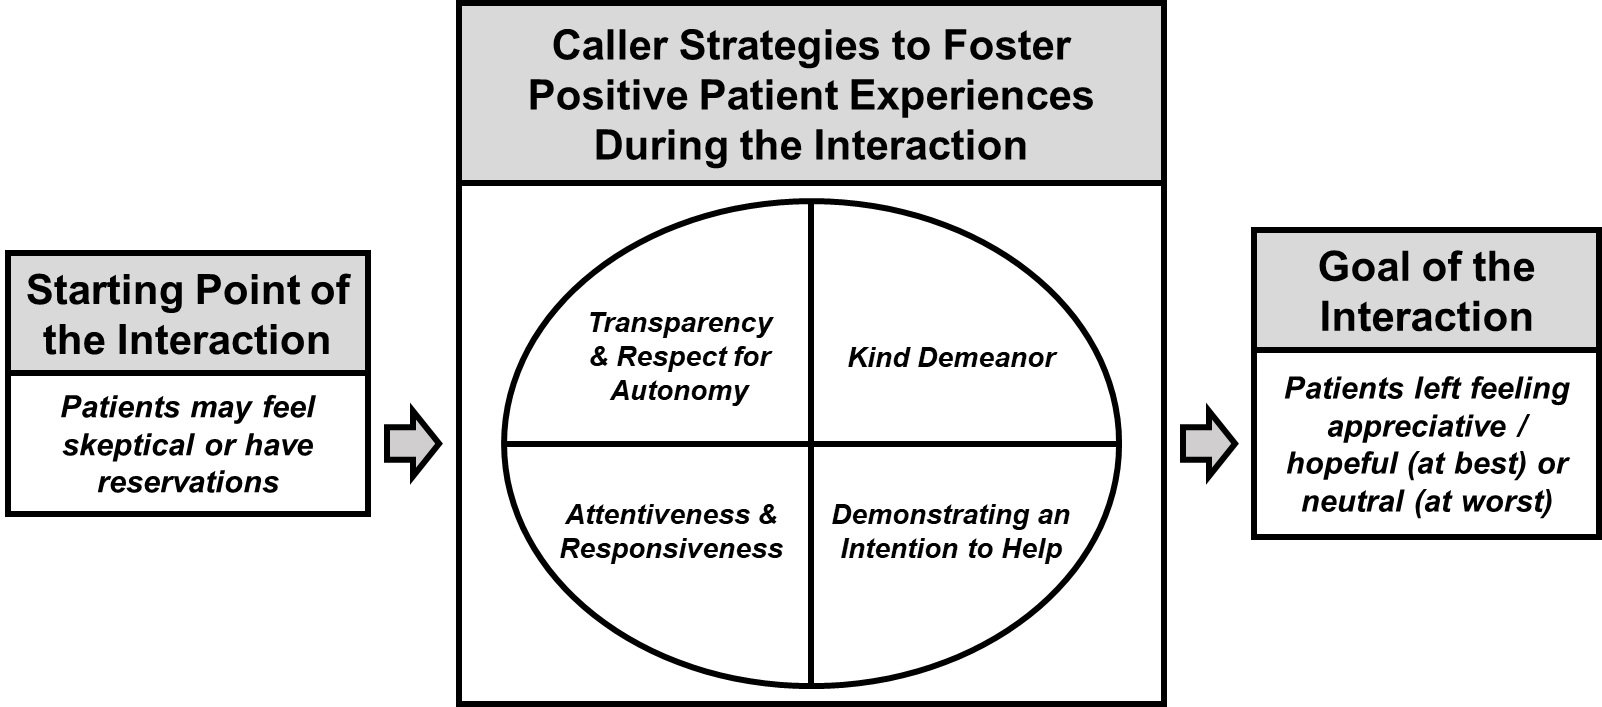 Starting Point of
the Interaction
Patients may feel
skeptical or have
reservations
Caller Strategies to Foster
Positive Patient Experiences
During the Interaction
Transparency
& Respect for
Autonomy
Kind Demeanor
Attentiveness &
Responsiveness
Demonstrating an
Intention to Help
Goal of the
Interaction
Patients left feeling
appreciative /
hopeful (at best) or
neutral (at worst)